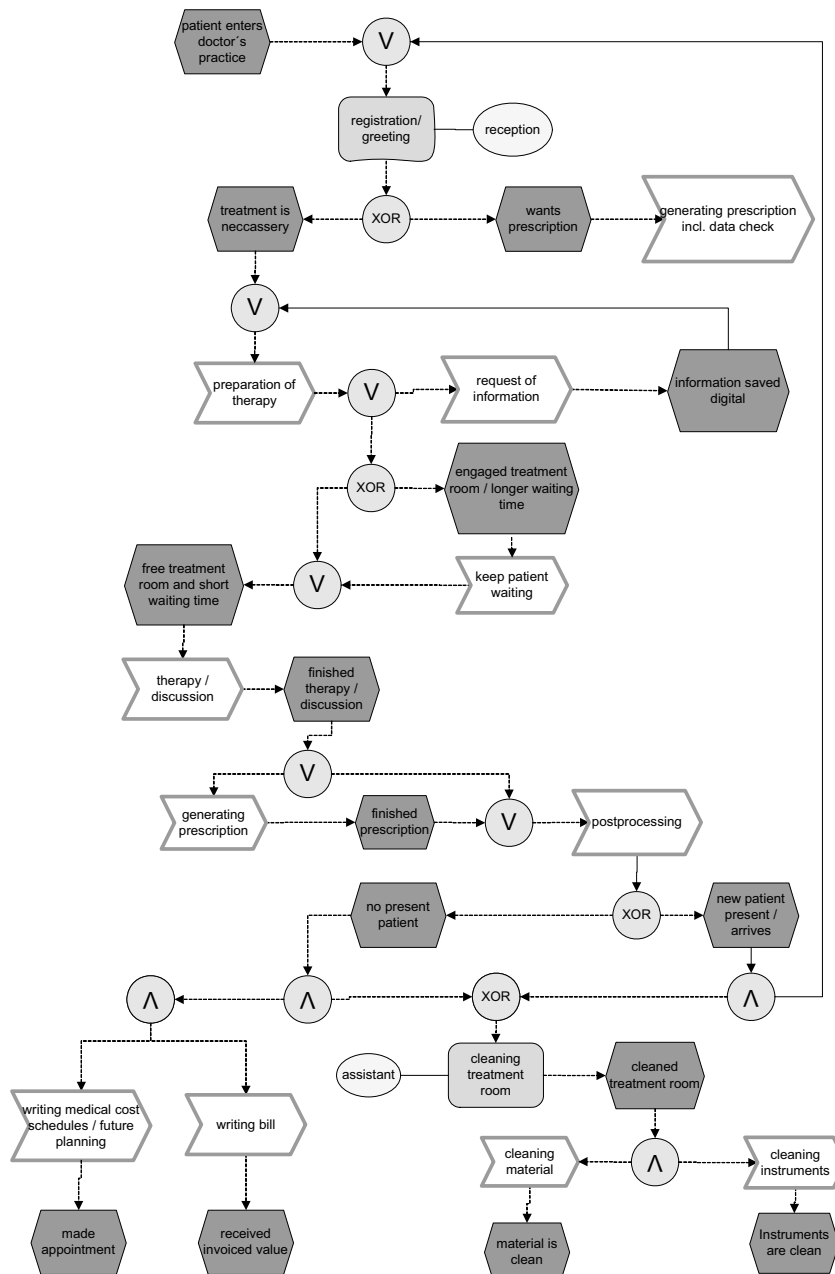 patient enters
doctor´s
practice
V
registration/
greeting
reception
treatment is
neccassery
XOR
wants
prescription
generating prescription
incl. data check
V
preparation of
therapy
V
request of
information
information saved
digital
XOR
engaged treatment
room / longer waiting
time
free treatment
room and short
waiting time
V
keep patient
waiting
therapy /
discussion
finished
therapy /
discussion
V
generating
prescription
finished
prescription
V
postprocessing
no present
patient
XOR
new patient
present /
arrives
Λ
Λ
XOR
Λ
assistant
cleaning
treatment
room
cleaned
treatment room
writing medical cost
schedules / future
planning
writing bill
cleaning
material
Λ
cleaning
instruments
made
appointment
received
invoiced value
material is
clean
Instruments
are clean